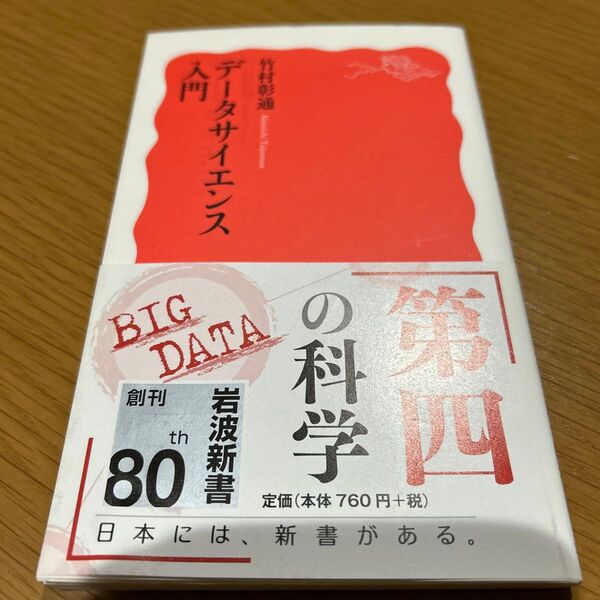 竹村彰通
Akimichi Takemura
データサイエンス
入門
「第四
の科学」
BIG
DATA
創刊
80th
岩波新書
定価(本体760円+税)
日本には、新書がある。